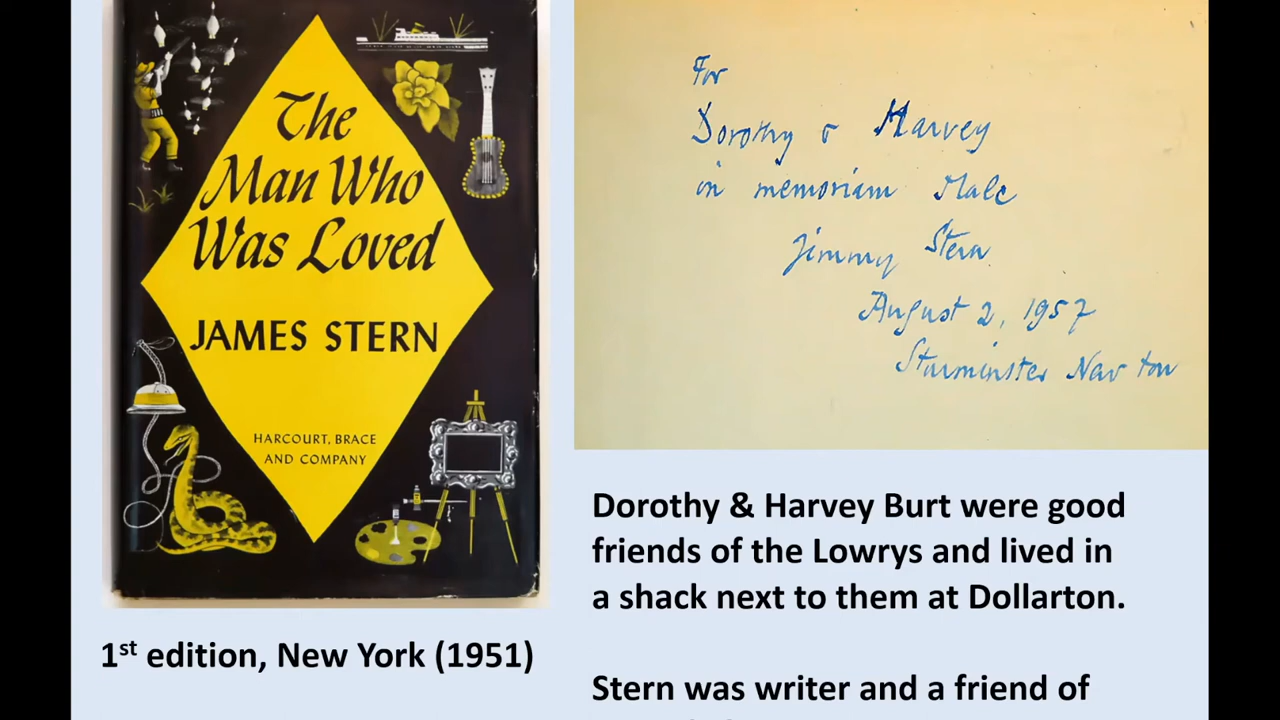 The
Man Who
Was Loved
JAMES STERN
HARCOURT, BRACE
AND COMPANY
1st edition, New York (1951)
For
Dorothy & Harvey
in memoriam Malc
Jimmy Stern
August 2, 1957
Sturminster Newton
Dorothy & Harvey Burt were good
friends of the Lowrys and lived in
a shack next to them at Dollarton.
Stern was writer and a friend of